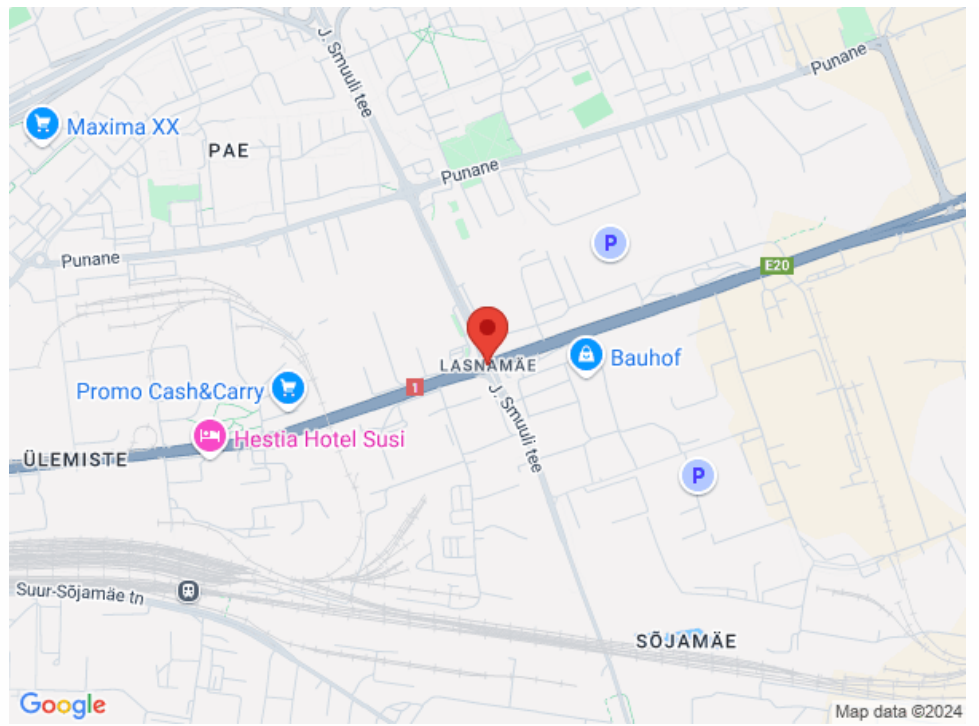 J. Smuuli tee
Punane
Maxima XX
PAE
Punane
P
Punane
E20
LASNAMÄE
Bauhof
1
Promo Cash&Carry
J. Smuuli tee
Hestia Hotel Susi
ÜLEMISTE
P
Suur-Sõjamäe tn
SÕJAMÄE
Google
Map data ©2024